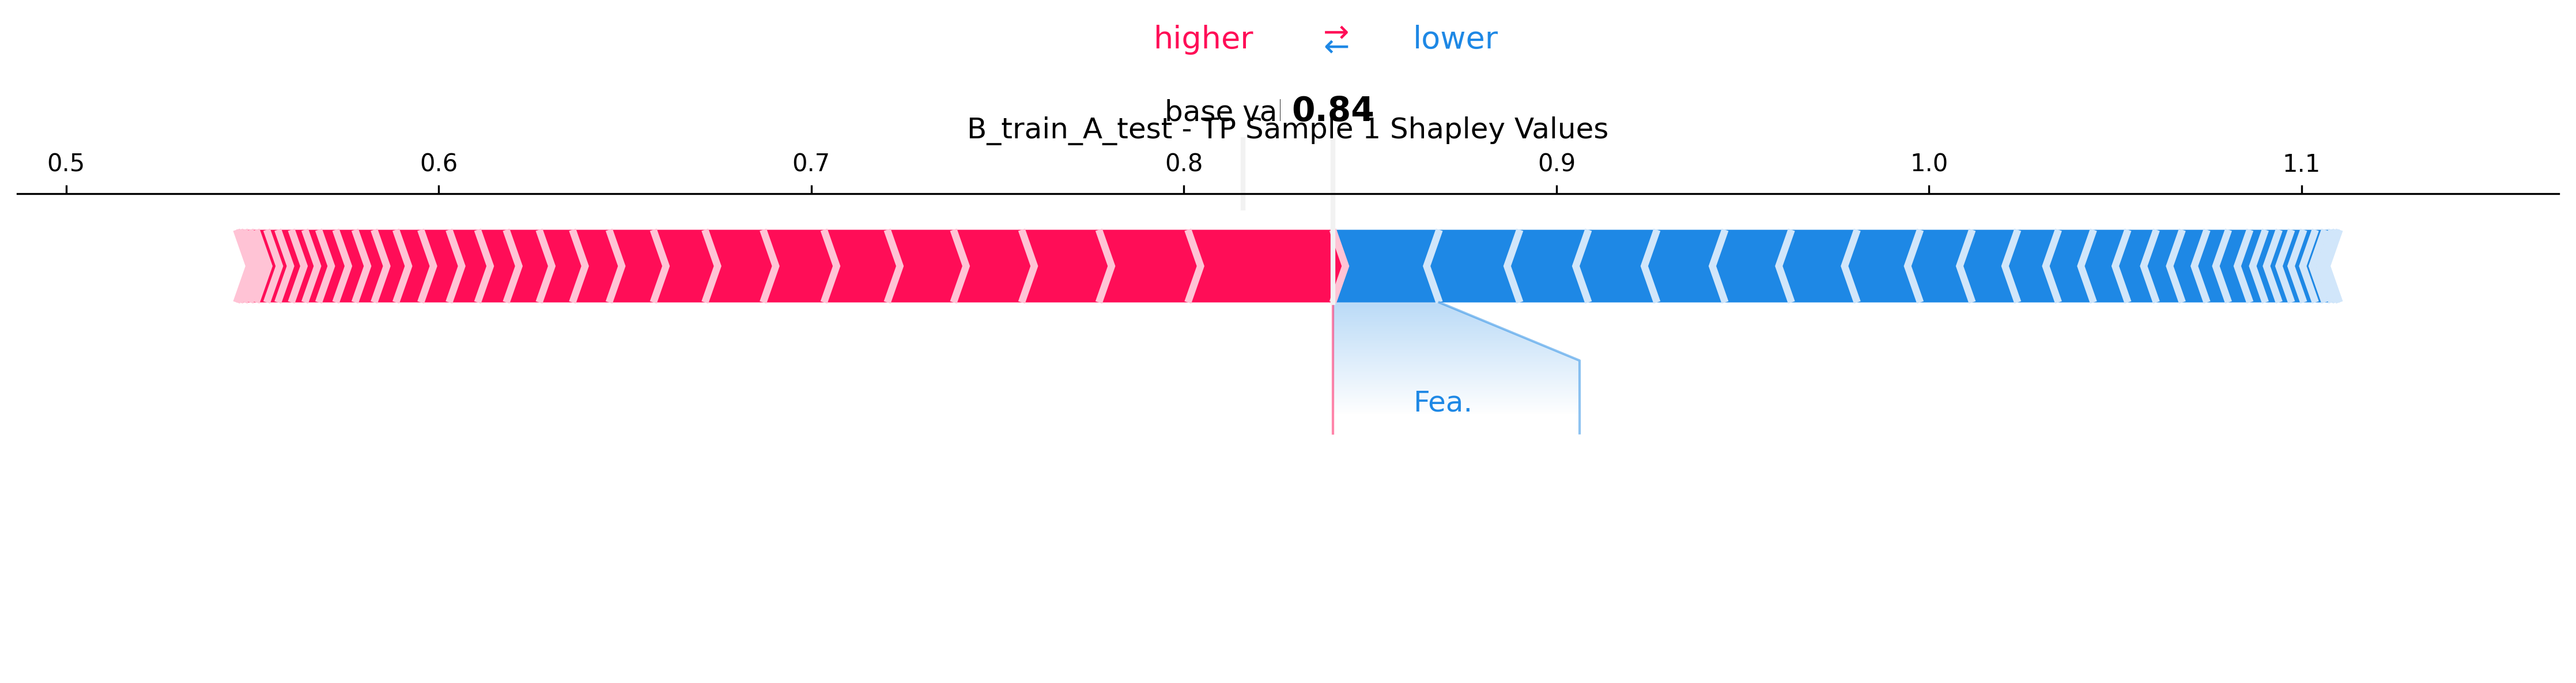 higher ⇄ lower
base va 0.84
B_train_A_test - TP Sample 1 Shapley Values
0.5 0.6 0.7 0.8 0.9 1.0 1.1
Fea.